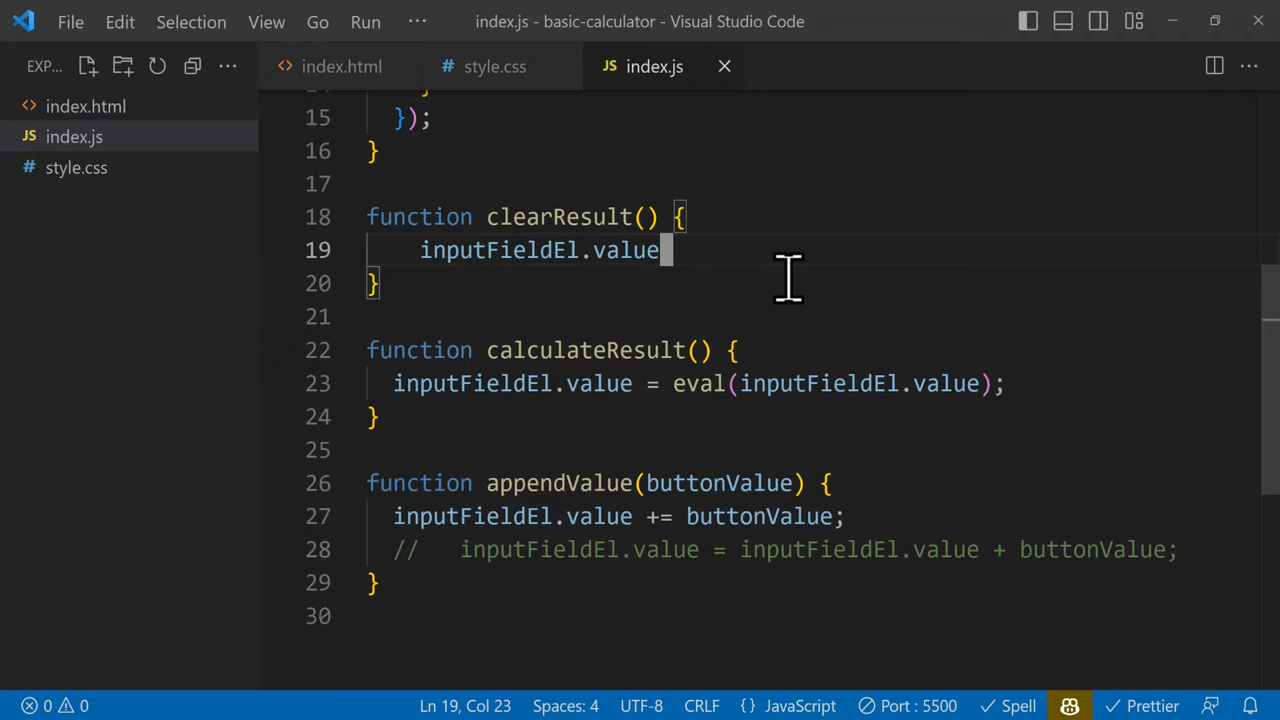 File Edit Selection View Go Run ··· index.js - basic-calculator - Visual Studio Code
EXP... ··· <> index.html # style.css JS index.js ···
<> index.html
JS index.js
# style.css
15 });
16 }
17
18 function clearResult() {
19 inputFieldEl.value
20 }
21
22 function calculateResult() {
23 inputFieldEl.value = eval(inputFieldEl.value);
24 }
25
26 function appendValue(buttonValue) {
27 inputFieldEl.value += buttonValue;
28 // inputFieldEl.value = inputFieldEl.value + buttonValue;
29 }
30
0 0 Ln 19, Col 23 Spaces: 4 UTF-8 CRLF {} JavaScript Port : 5500 Spell Prettier